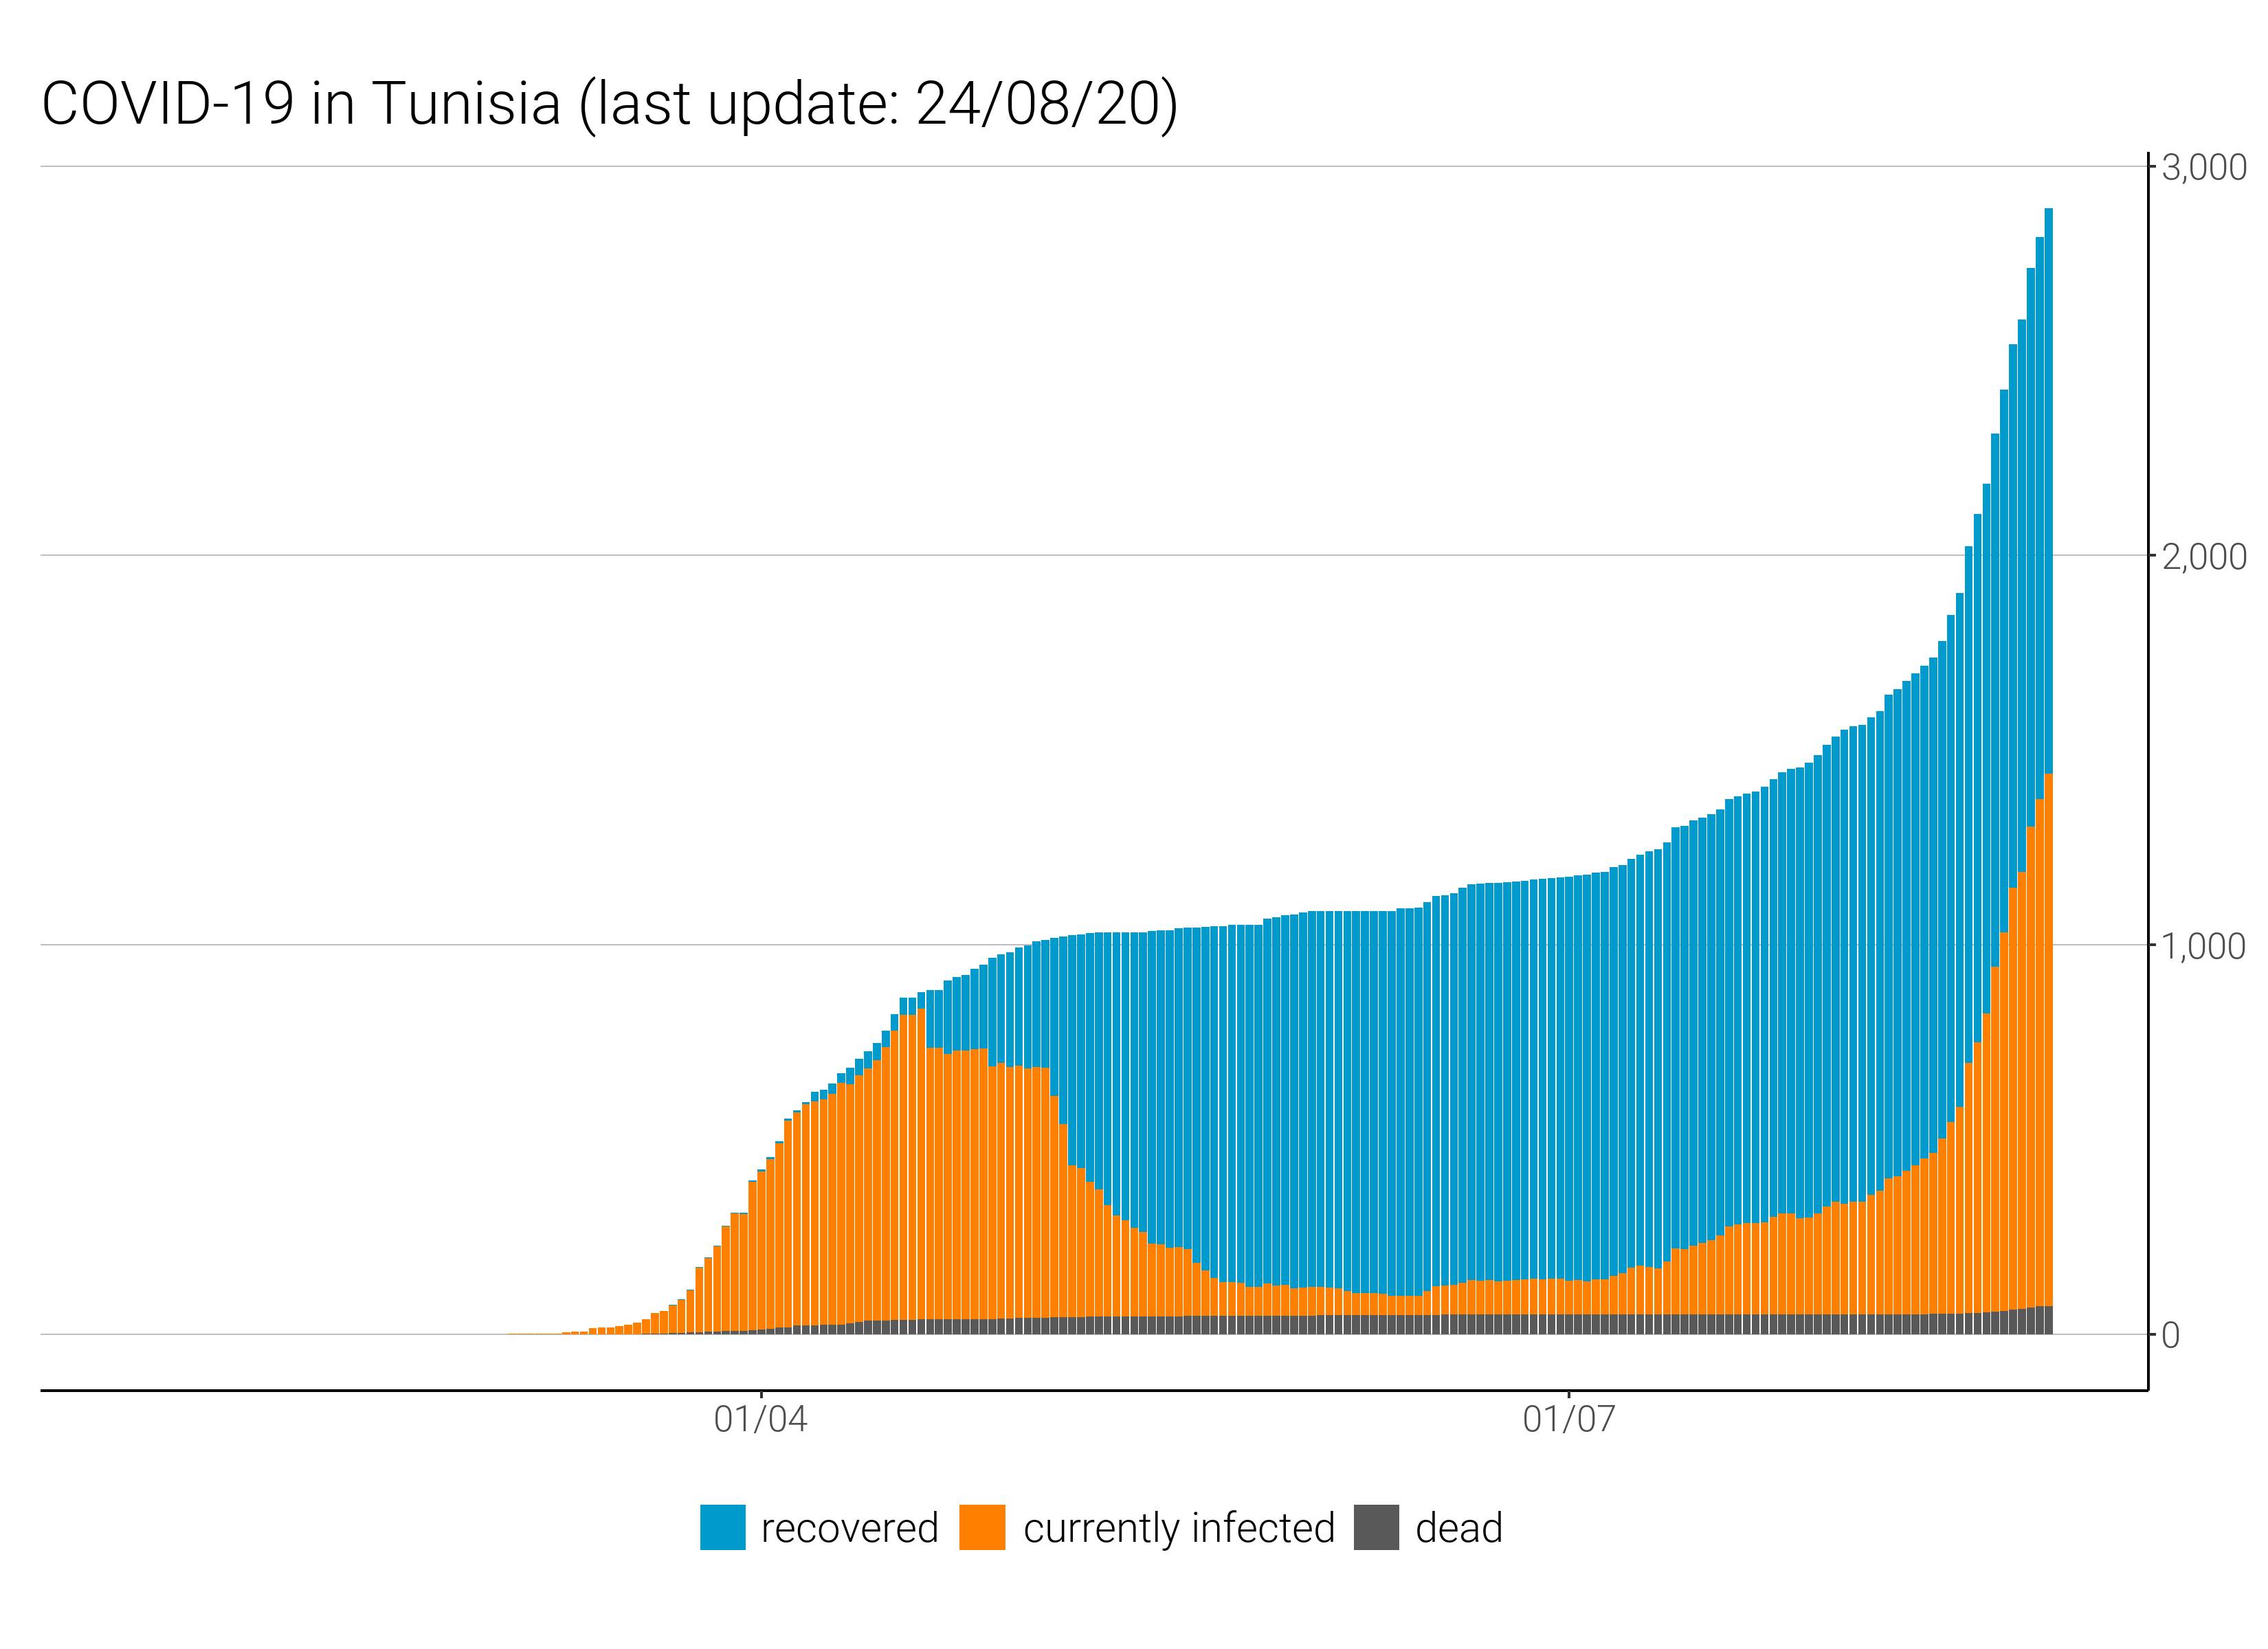 COVID-19 in Tunisia (last update: 24/08/20)
3,000
2,000
1,000
0
01/04 01/07
recovered currently infected dead